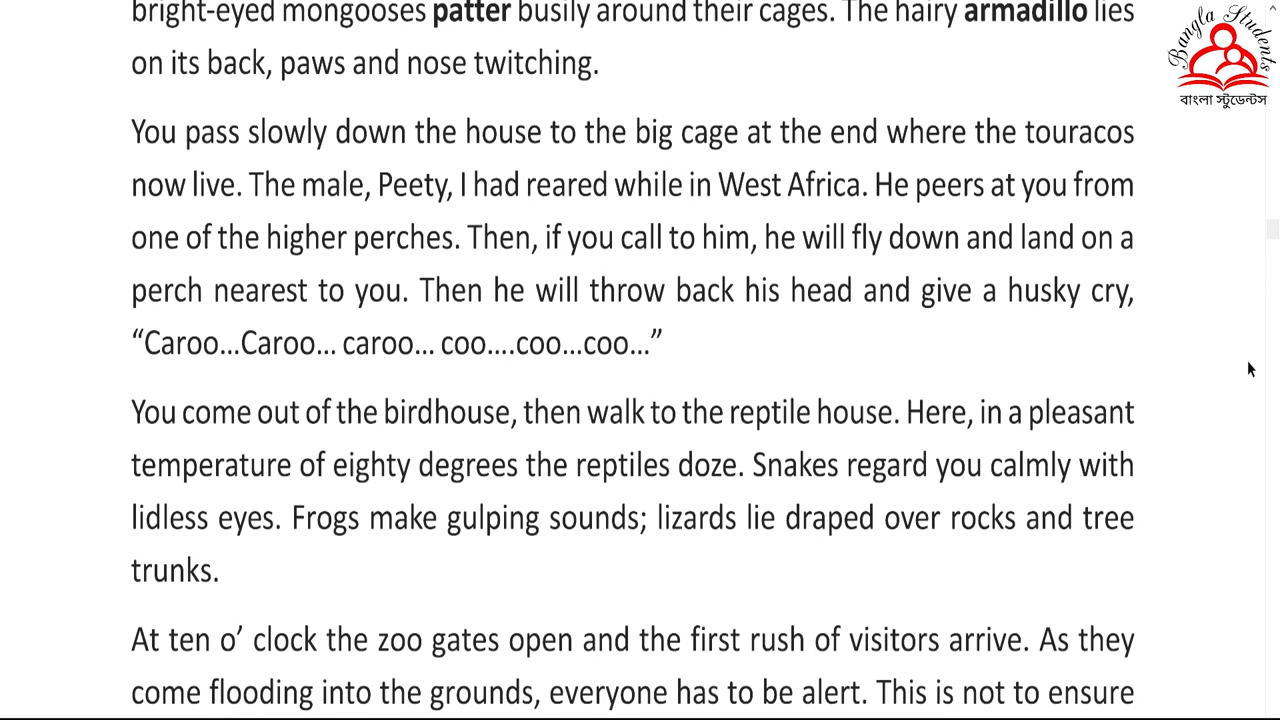 bright-eyed mongooses patter busily around their cages. The hairy armadillo lies
on its back, paws and nose twitching.
You pass slowly down the house to the big cage at the end where the touracos
now live. The male, Peety, I had reared while in West Africa. He peers at you from
one of the higher perches. Then, if you call to him, he will fly down and land on a
perch nearest to you. Then he will throw back his head and give a husky cry,
“Caroo...Caroo... caroo... coo....coo...coo...”
You come out of the birdhouse, then walk to the reptile house. Here, in a pleasant
temperature of eighty degrees the reptiles doze. Snakes regard you calmly with
lidless eyes. Frogs make gulping sounds; lizards lie draped over rocks and tree
trunks.
At ten o’ clock the zoo gates open and the first rush of visitors arrive. As they
come flooding into the grounds, everyone has to be alert. This is not to ensure
Bangla Students
বাংলা স্টুডেন্টস